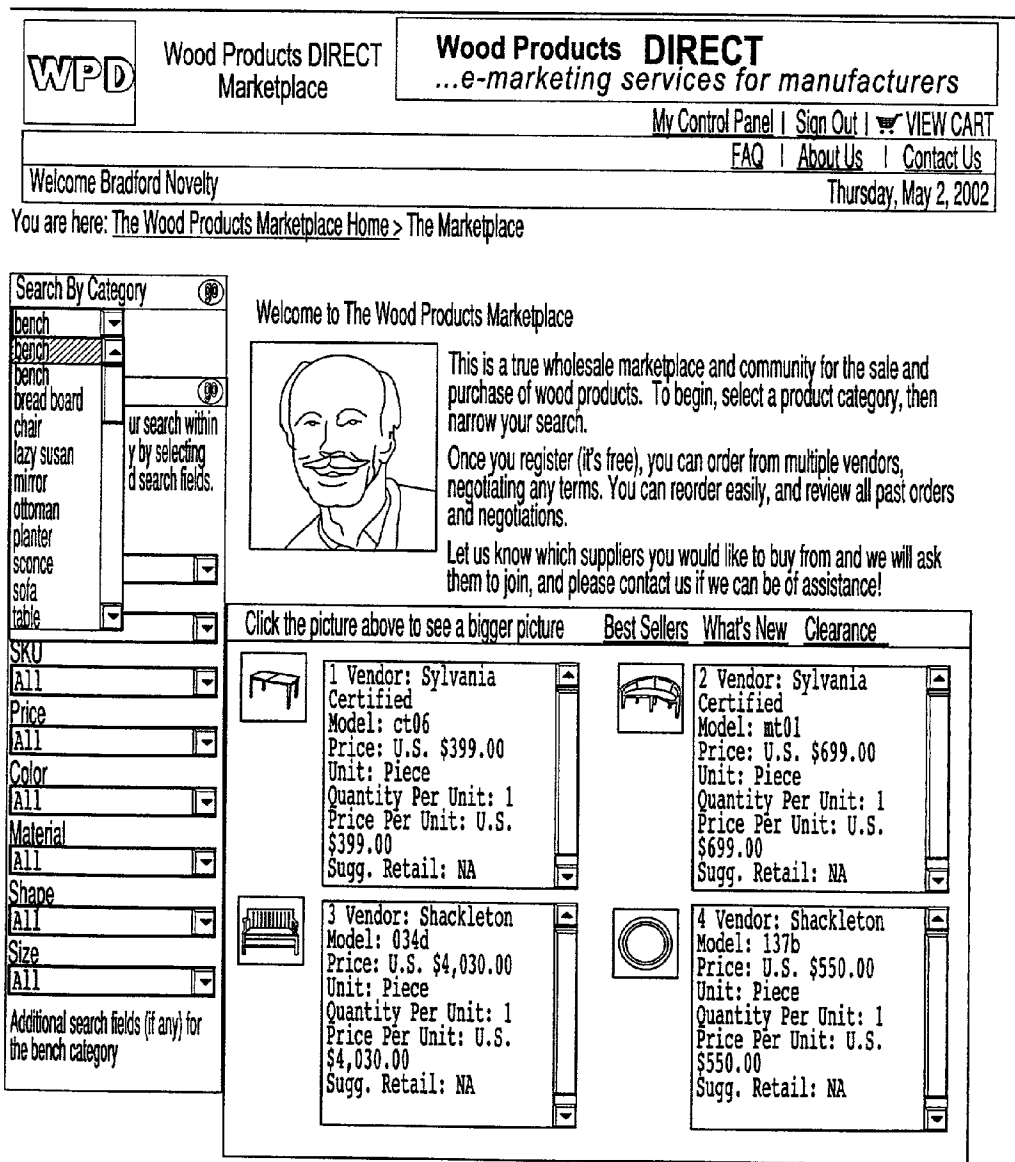 WPD
Wood Products DIRECT
Marketplace
Wood Products DIRECT
...e-marketing services for manufacturers
My Control Panel | Sign Out | VIEW CART
FAQ | About Us | Contact Us
Welcome Bradford Novelty
Thursday, May 2, 2002
You are here: The Wood Products Marketplace Home > The Marketplace
Search By Category go
bench
bench
bench
bread board
chair
lazy susan
mirror
ottoman
planter
sconce
sofa
table
go
ur search within
y by selecting
d search fields.
SKU
All
Price
All
Color
All
Material
All
Shape
All
Size
All
Additional search fields (if any) for
the bench category
Welcome to The Wood Products Marketplace
This is a true wholesale marketplace and community for the sale and
purchase of wood products. To begin, select a product category, then
narrow your search.
Once you register (it's free), you can order from multiple vendors,
negotiating any terms. You can reorder easily, and review all past orders
and negotiations.
Let us know which suppliers you would like to buy from and we will ask
them to join, and please contact us if we can be of assistance!
Click the picture above to see a bigger picture Best Sellers What's New Clearance
1 Vendor: Sylvania
Certified
Model: ct06
Price: U.S. $399.00
Unit: Piece
Quantity Per Unit: 1
Price Per Unit: U.S.
$399.00
Sugg. Retail: NA
2 Vendor: Sylvania
Certified
Model: mt01
Price: U.S. $699.00
Unit: Piece
Quantity Per Unit: 1
Price Per Unit: U.S.
$699.00
Sugg. Retail: NA
3 Vendor: Shackleton
Model: 034d
Price: U.S. $4,030.00
Unit: Piece
Quantity Per Unit: 1
Price Per Unit: U.S.
$4,030.00
Sugg. Retail: NA
4 Vendor: Shackleton
Model: 137b
Price: U.S. $550.00
Unit: Piece
Quantity Per Unit: 1
Price Per Unit: U.S.
$550.00
Sugg. Retail: NA